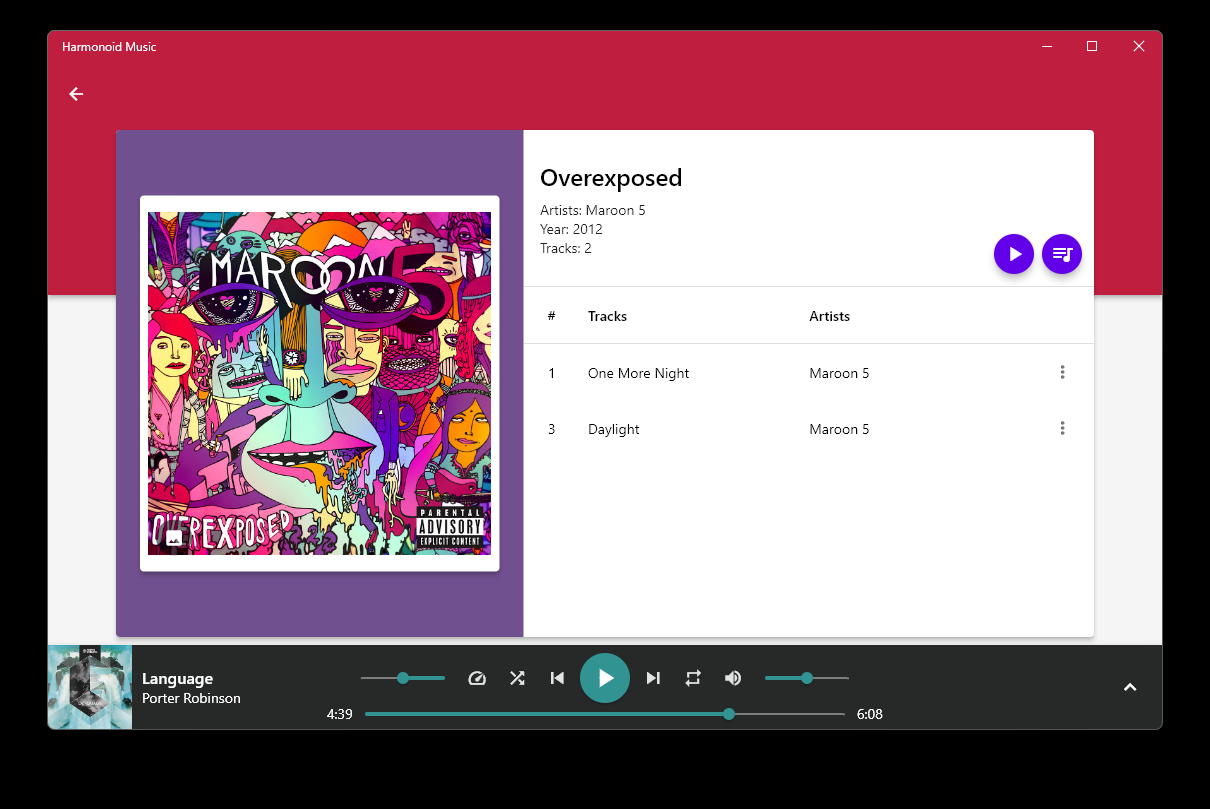 Harmonoid Music
Overexposed
Artists: Maroon 5
Year: 2012
Tracks: 2
MAROON 5
OVEREXPOSED
PARENTAL
ADVISORY
EXPLICIT CONTENT
# Tracks Artists
1 One More Night Maroon 5
3 Daylight Maroon 5
Language
Porter Robinson
4:39 6:08